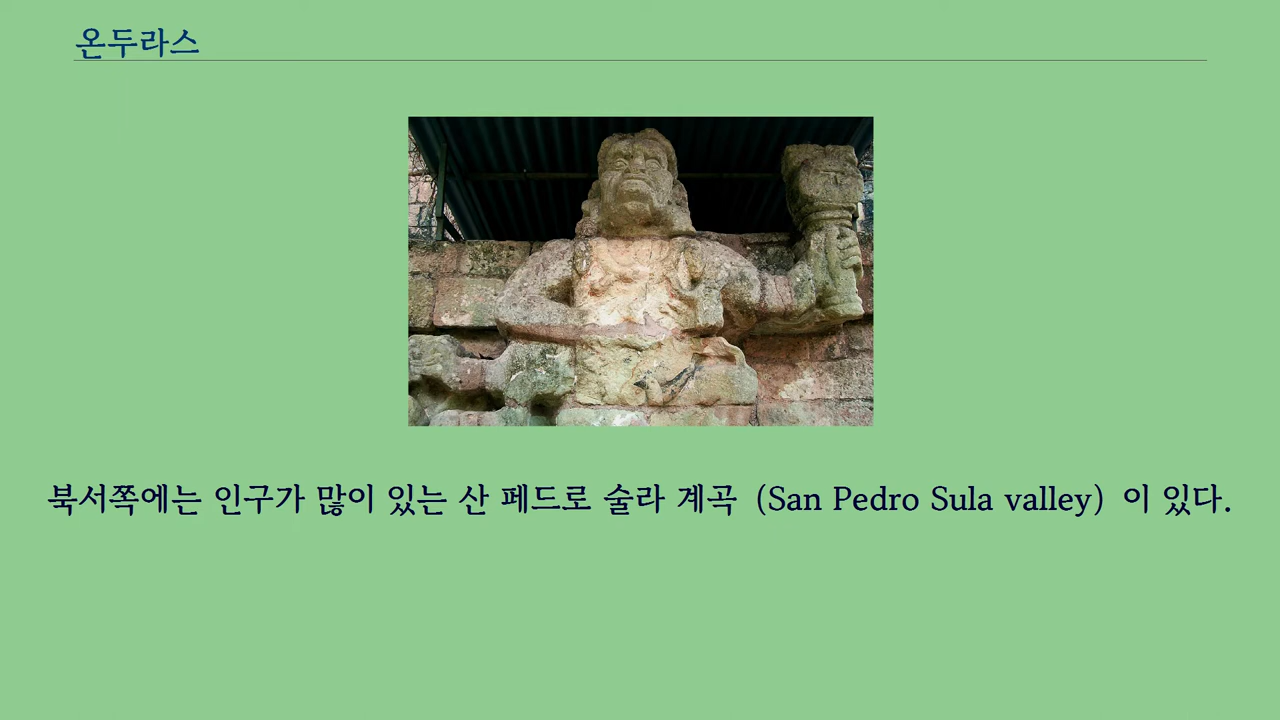 온두라스
북서쪽에는 인구가 많이 있는 산 페드로 술라 계곡 (San Pedro Sula valley) 이 있다.